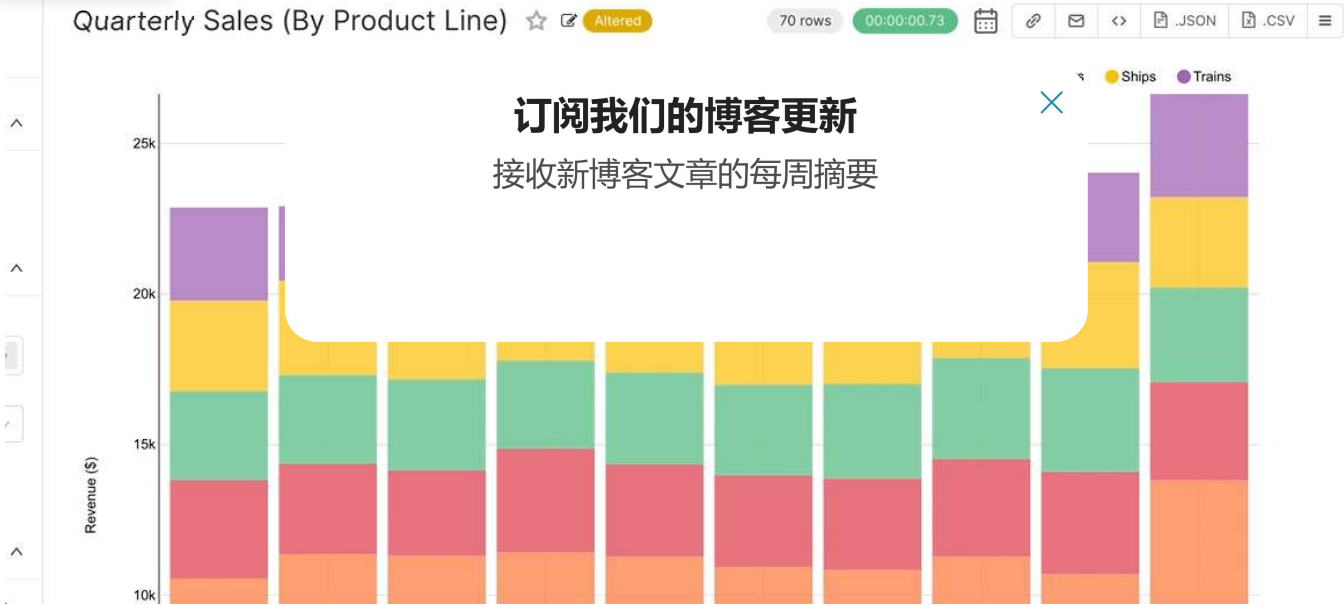 Quarterly Sales (By Product Line)
Altered
70 rows
00:00:00.73
.JSON
.CSV
Ships
Trains
订阅我们的博客更新
接收新博客文章的每周摘要
25k
20k
15k
10k
Revenue ($)